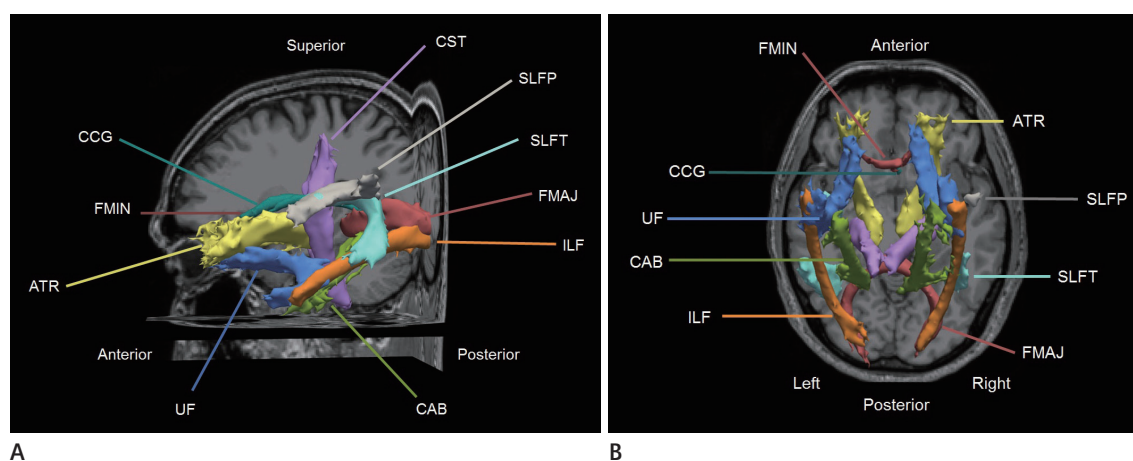 Superior
CST
SLFP
CCG
SLFT
FMIN
FMAJ
ILF
ATR
Anterior
Posterior
UF
CAB
A
FMIN
Anterior
ATR
CCG
SLFP
UF
CAB
SLFT
ILF
FMAJ
Left
Right
Posterior
B